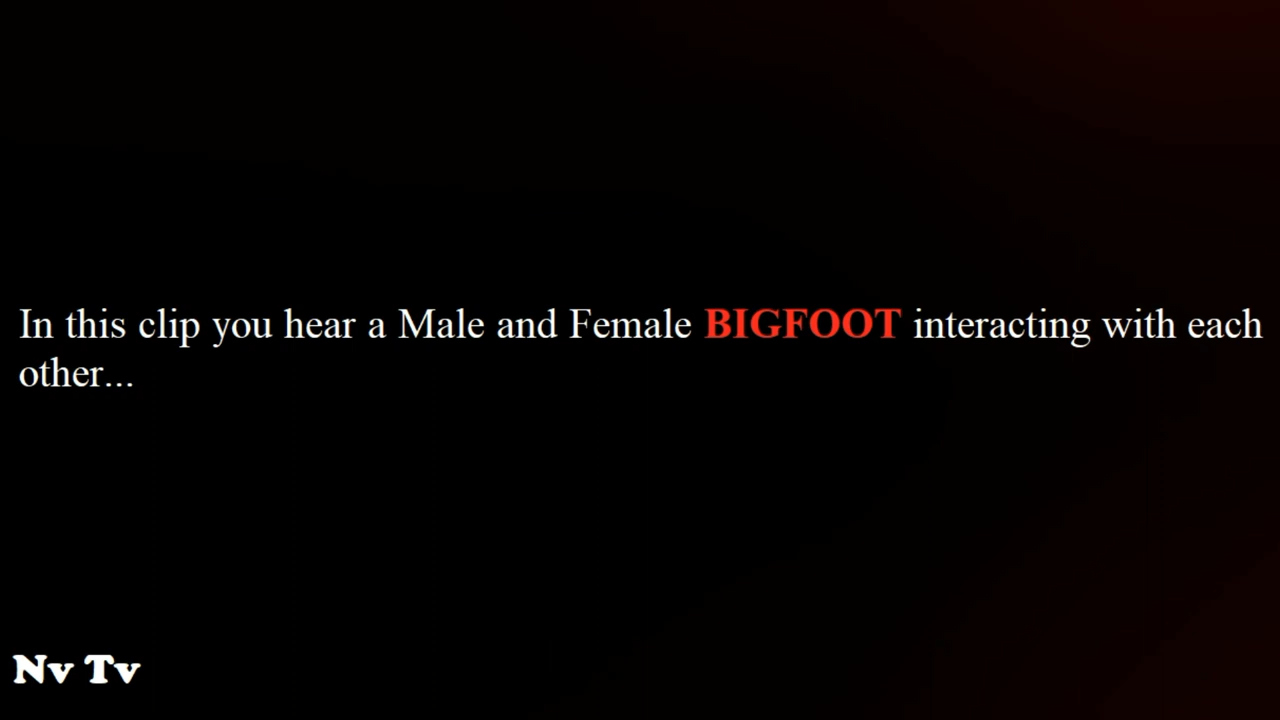 In this clip you hear a Male and Female BIGFOOT interacting with each
other...
Nv Tv